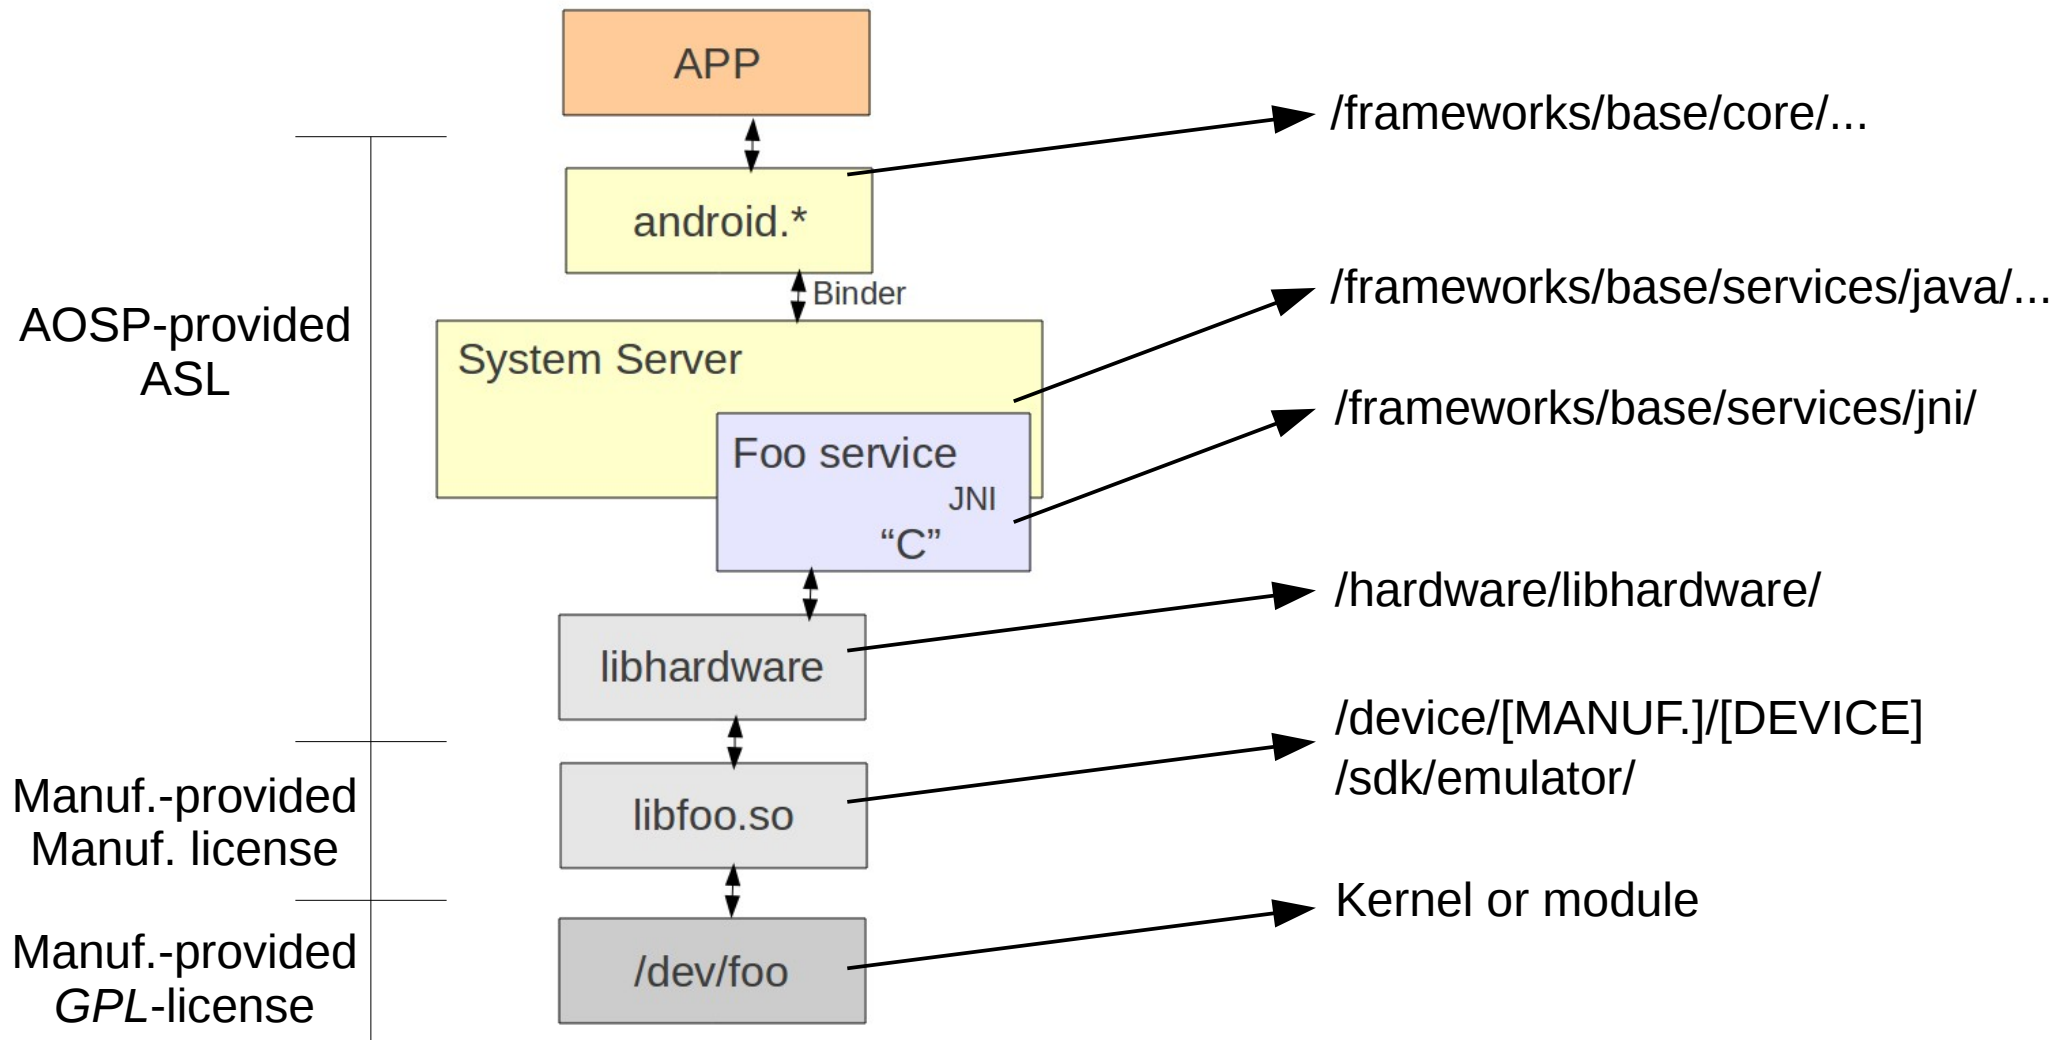 APP
/frameworks/base/core/...
android.*
Binder
/frameworks/base/services/java/...
AOSP-provided
ASL
System Server
/frameworks/base/services/jni/
Foo service
JNI
“C”
/hardware/libhardware/
libhardware
/device/[MANUF.]/[DEVICE]
/sdk/emulator/
Manuf.-provided
Manuf. license
libfoo.so
Kernel or module
Manuf.-provided
GPL-license
/dev/foo